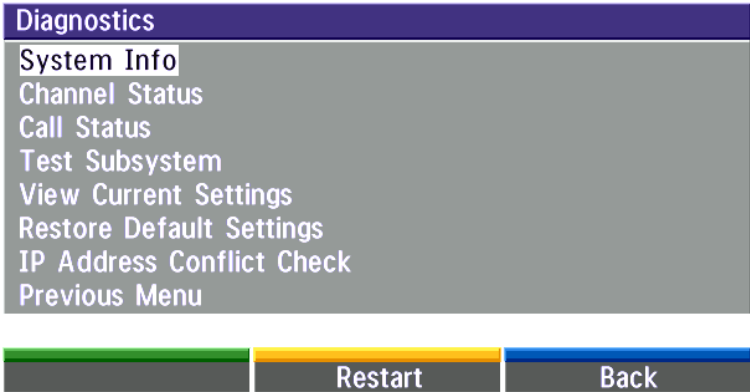 Diagnostics
System Info
Channel Status
Call Status
Test Subsystem
View Current Settings
Restore Default Settings
IP Address Conflict Check
Previous Menu
Restart Back